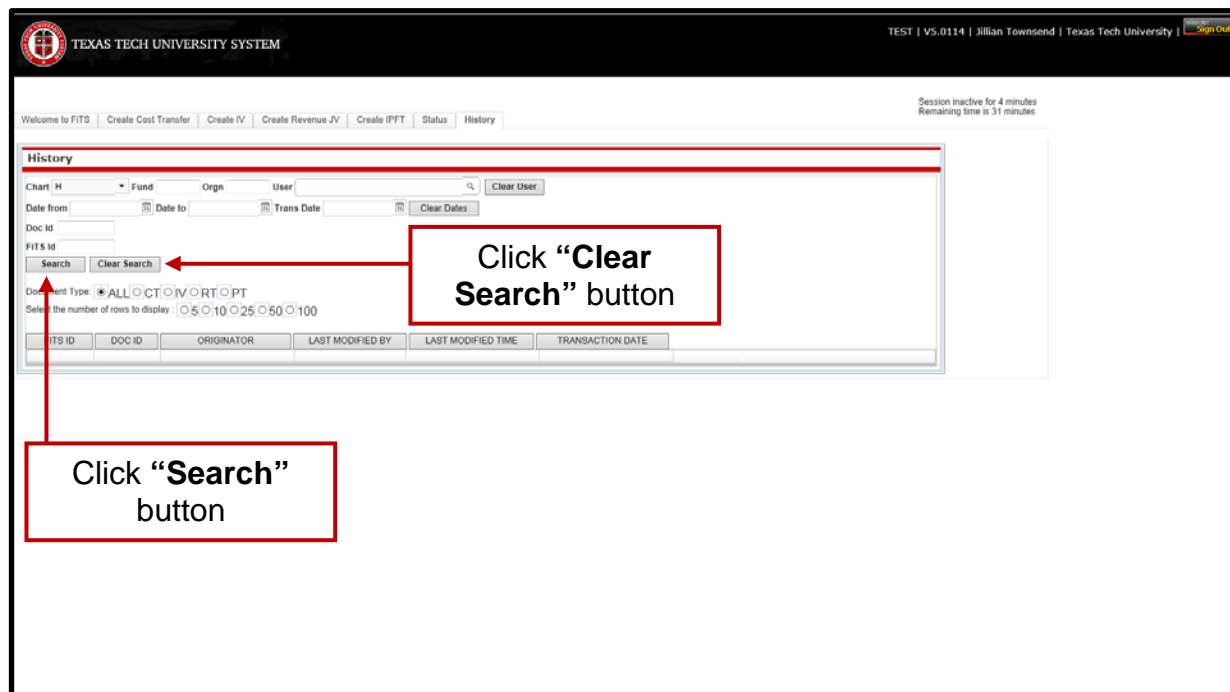 TEXAS TECH UNIVERSITY SYSTEM
TEST | V5.0114 | Jillian Townsend | Texas Tech University | Sign Out
Session inactive for 4 minutes
Remaining time is 31 minutes
Welcome to FiTS Create Cost Transfer Create IV Create Revenue JV Create IPFT Status History
History
Chart H Fund Orgn User Clear User
Date from Date to Trans Date Clear Dates
Doc Id
FiTS Id
Search Clear Search
Click “Clear
Search” button
Document Type: ALL CT IV RT PT
Select the number of rows to display : 5 10 25 50 100
FITS ID DOC ID ORIGINATOR LAST MODIFIED BY LAST MODIFIED TIME TRANSACTION DATE
Click “Search”
button